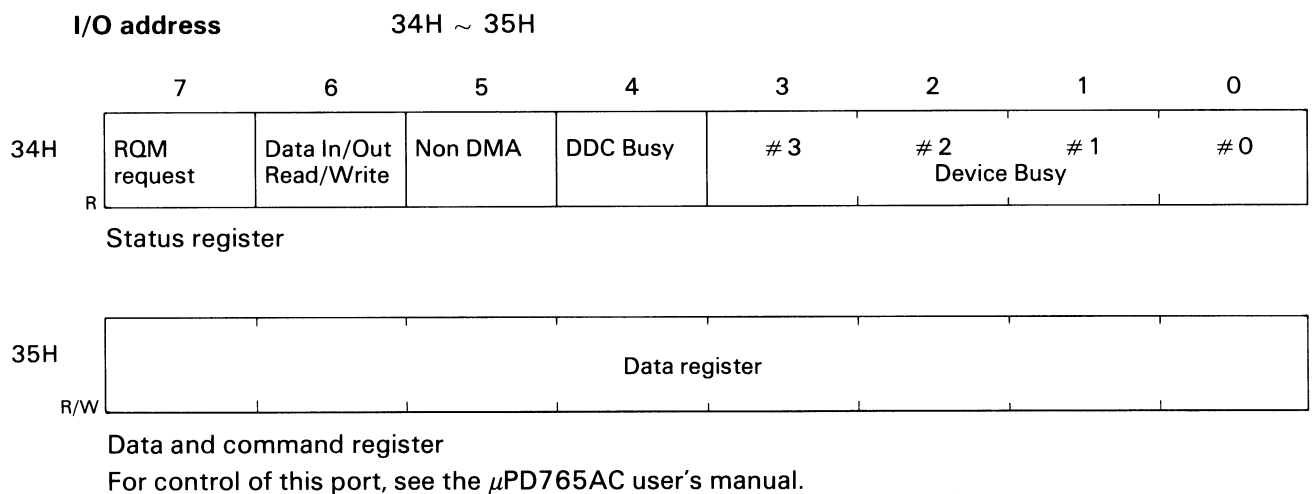 I/O address 34H ~ 35H
7 6 5 4 3 2 1 0
34H RQM request Data In/Out Read/Write Non DMA DDC Busy #3 #2 #1 #0
Device Busy
R
Status register
35H Data register
R/W
Data and command register
For control of this port, see the μPD765AC user's manual.